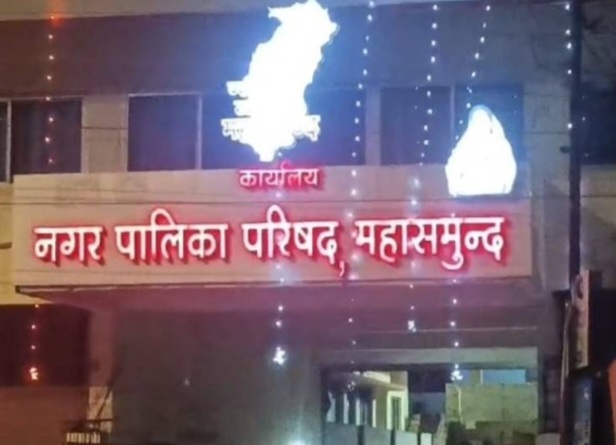 कार्यालय
नगर पालिका परिषद, महासमुन्द